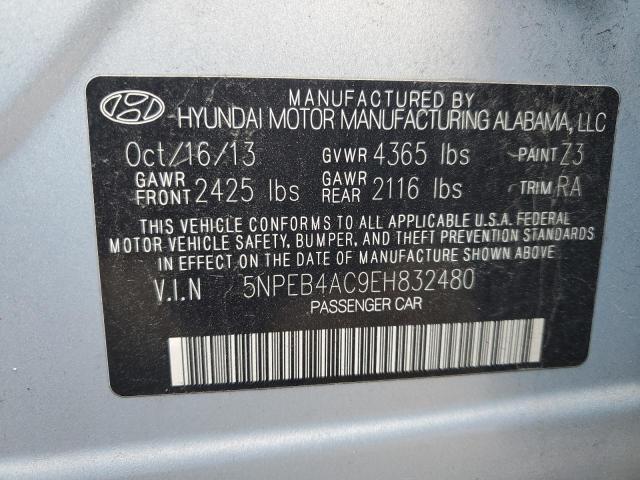 MANUFACTURED BY
HYUNDAI MOTOR MANUFACTURING ALABAMA, LLC
Oct/16/13 GVWR 4365 lbs PAINT Z3
GAWR FRONT 2425 lbs GAWR REAR 2116 lbs TRIM RA
THIS VEHICLE CONFORMS TO ALL APPLICABLE U.S.A. FEDERAL
MOTOR VEHICLE SAFETY, BUMPER, AND THEFT PREVENTION
STANDARDS IN EFFECT ON THE DATE OF MANUFACTURE SHOWN ABOVE.
V.I.N 5NPEB4AC9EH832480
PASSENGER CAR